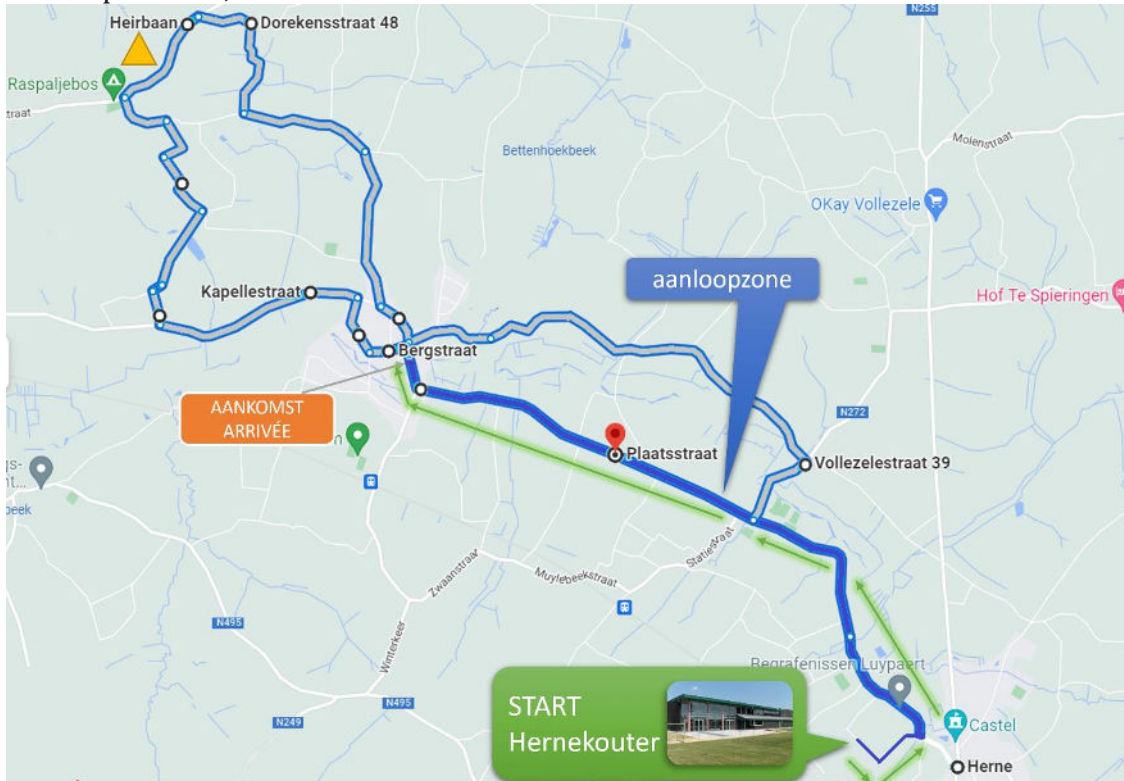 Heirbaan
Dorekensstraat 48
N255
Raspaljebos
traat
Molenstraat
Bettenhoekbeek
OKay Vollezele
aanloopzone
Kapellestraat
Hof Te Spieringen
Bergstraat
AANKOMST
ARRIVÉE
N272
Plaatsstraat
Vollezelestraat 39
Statiestraat
Zwaanstraat
Muylebeekstraat
N495
Winterkeer
N495
N249
Begrafenissen Luypaert
START
Hernekouter
Castel
Herne